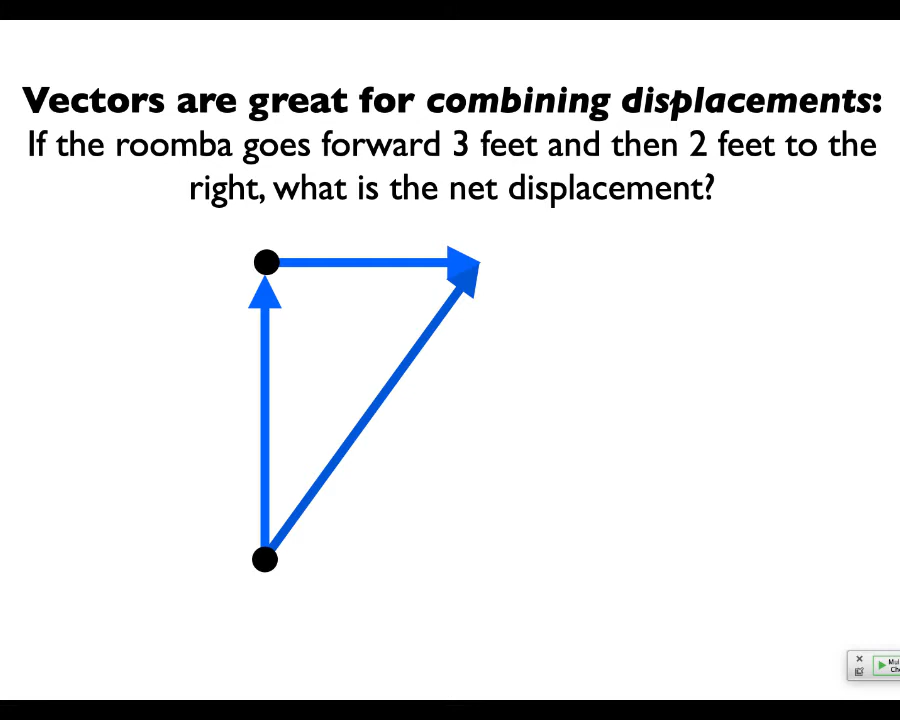 Vectors are great for combining displacements:
If the roomba goes forward 3 feet and then 2 feet to the
right, what is the net displacement?